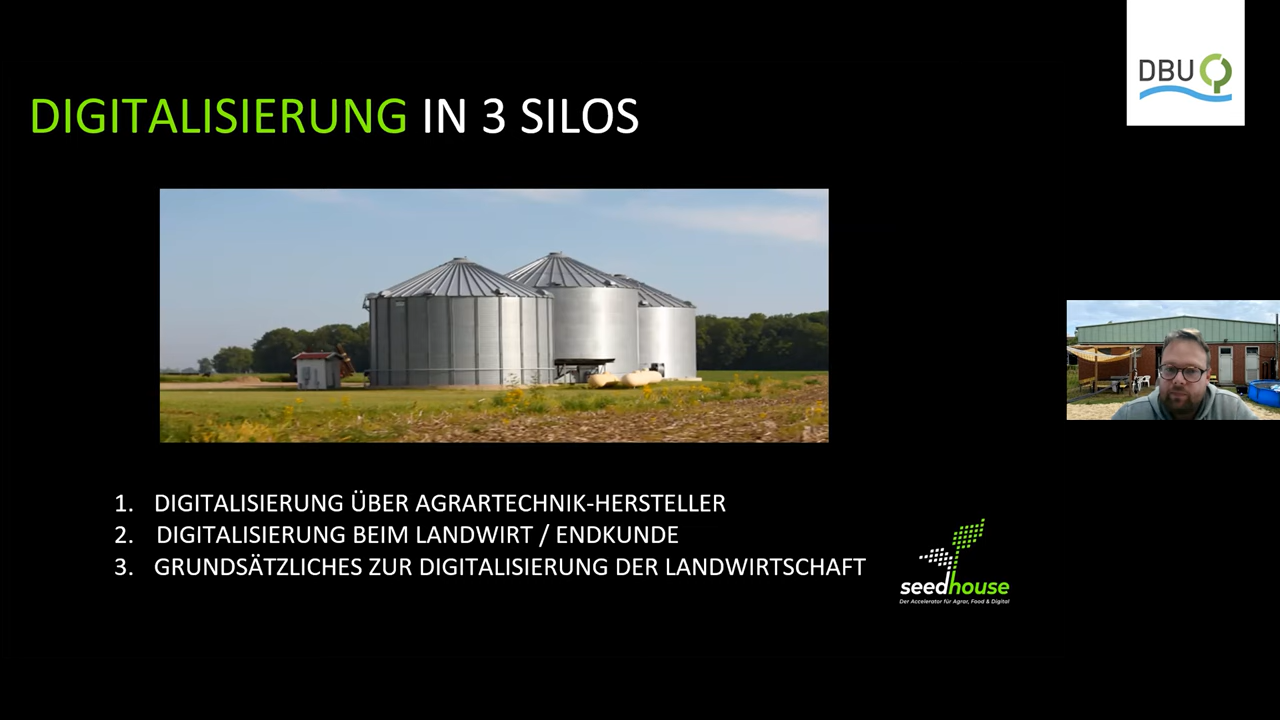 DBU
DIGITALISIERUNG IN 3 SILOS
1. DIGITALISIERUNG ÜBER AGRARTECHNIK-HERSTELLER
2. DIGITALISIERUNG BEIM LANDWIRT / ENDKUNDE
3. GRUNDSÄTZLICHES ZUR DIGITALISIERUNG DER LANDWIRTSCHAFT
seedhouse
Der Accelerator für Agrar, Food & Digital